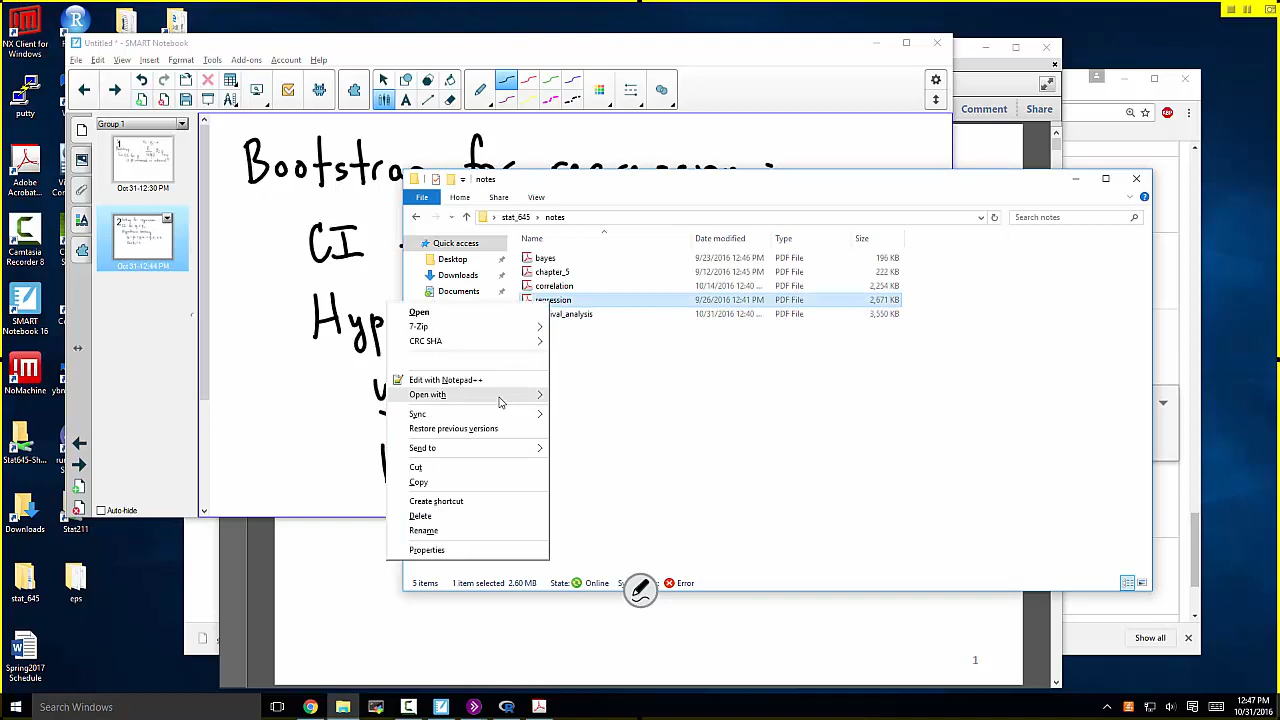 NX Client for
Windows
putty
Adobe
Acrobat...
Camtasia
Recorder 8
SMART
Notebook 16
NoMachine
Stat645-Sh...
Downloads
Stat211
stat_645
eps
Spring2017
Schedule
Untitled * - SMART Notebook
File Edit View Insert Format Tools Add-ons Account Help
Group 1
1
Oct 31-12:30 PM
2
Oct 31-12:44 PM
Auto-hide
Bootstrap for regression :
CI
Hyp
Comment
Share
notes
File Home Share View
stat_645 notes
Search notes
Quick access
Desktop
Downloads
Documents
Name Date modified Type Size
bayes 9/23/2016 12:46 PM PDF File 196 KB
chapter_5 9/12/2016 12:45 PM PDF File 222 KB
correlation 10/14/2016 12:40 ... PDF File 2,254 KB
regression 9/26/2016 12:41 PM PDF File 2,671 KB
ival_analysis 10/31/2016 12:40 ... PDF File 3,550 KB
Open
7-Zip
CRC SHA
Edit with Notepad++
Open with
Sync
Restore previous versions
Send to
Cut
Copy
Create shortcut
Delete
Rename
Properties
5 items 1 item selected 2.60 MB State: Online Error
1
Show all
Search Windows
12:47 PM
10/31/2016